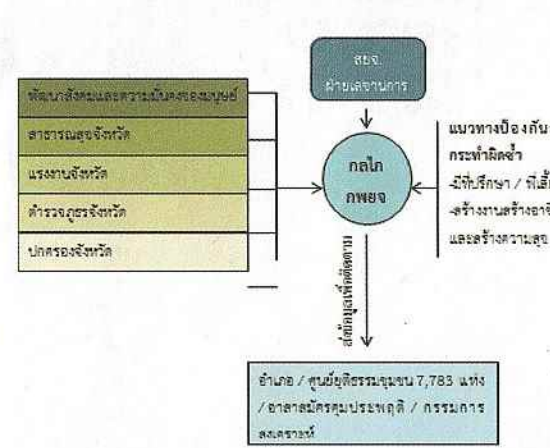 สยจ.
ฝ่ายเลขานุการ
พัฒนาสังคมและความมั่นคงของมนุษย์
สาธารณสุขจังหวัด
แรงงานจังหวัด
ตำรวจภูธรจังหวัด
ปกครองจังหวัด
กลไก
กพยจ
แนวทางป้องกัน
กระทำผิดซ้ำ
-มีที่ปรึกษา /
-สร้างงานสร้างอาชี
และสร้างความสุข
ส่งข้อมูลเพื่อติดตาม
อำเภอ / ศูนย์ยุติธรรมชุมชน 7,783 แห่ง
/ อาสาสมัครคุมประพฤติ / กรรมการ
สงเคราะห์